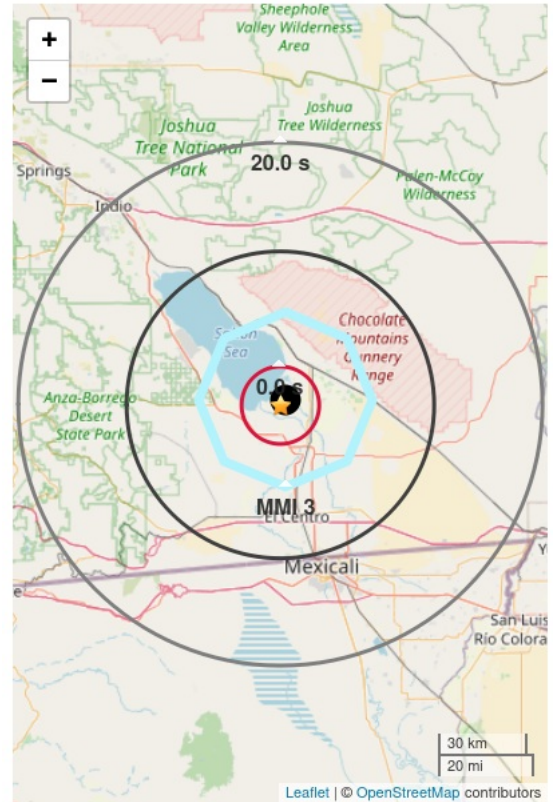 Sheephole
Valley Wilderness
Area
+
−
Joshua
Tree Wilderness
Joshua
Tree National
Park
20.0 s
Springs
Palen-McCoy
Wilderness
Indio
Salton
Sea
Chocolate
Mountains
Gunnery
Range
0.0 s
Anza-Borrego
Desert
State Park
MMI 3
El Centro
Mexicali
e
Y
San Luis
Río Colora
30 km
20 mi
Leaflet | © OpenStreetMap contributors